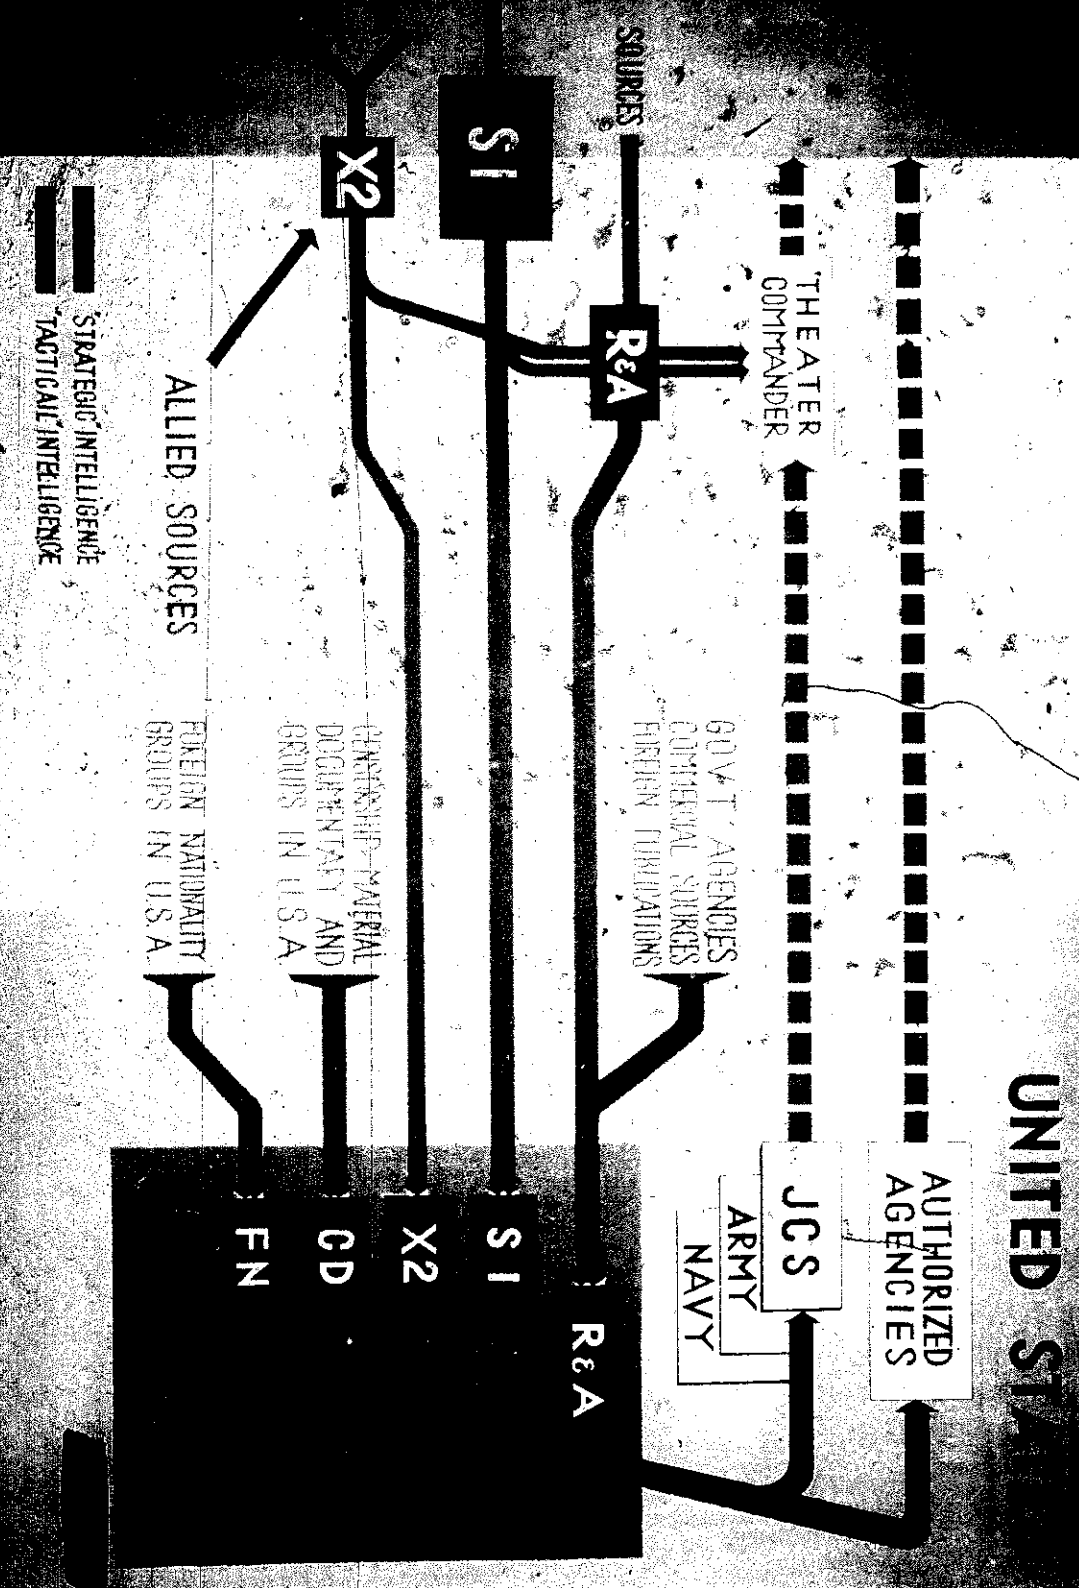 UNITED STA
AUTHORIZED
AGENCIES
JCS
ARMY
NAVY
THEATER
COMMANDER
SOURCES
R&A
GOV'T AGENCIES
COMMERCIAL SOURCES
FOREIGN PUBLICATIONS
R&A
SI
SI
X2
X2
CENSORSHIP MATERIAL
DOCUMENTARY AND
GROUPS IN U.S.A
CD
ALLIED SOURCES
FOREIGN NATIONALITY
GROUPS IN U.S.A.
FN
"STRATEGIC" INTELLIGENCE
"TACTICAL" INTELLIGENCE